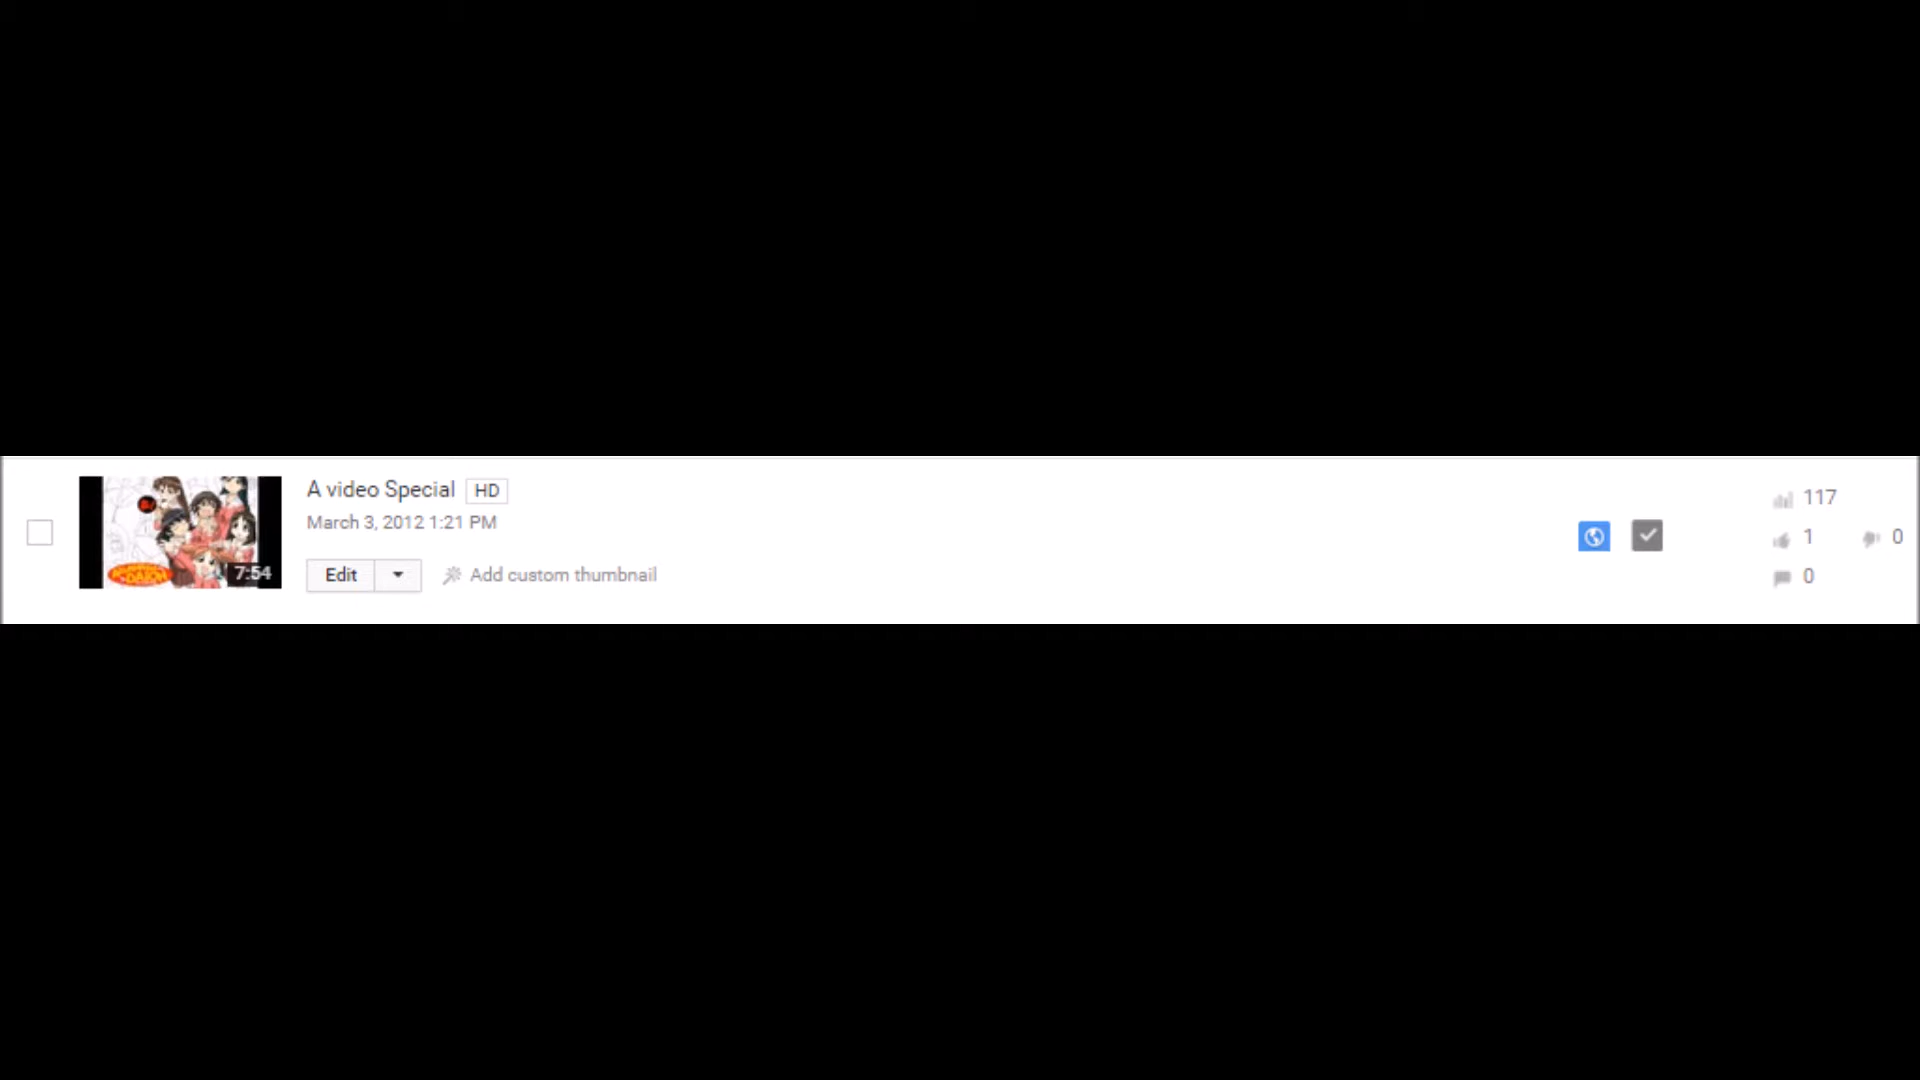 A video Special HD
March 3, 2012 1:21 PM
7:54
Edit
Add custom thumbnail
117
1 0
0